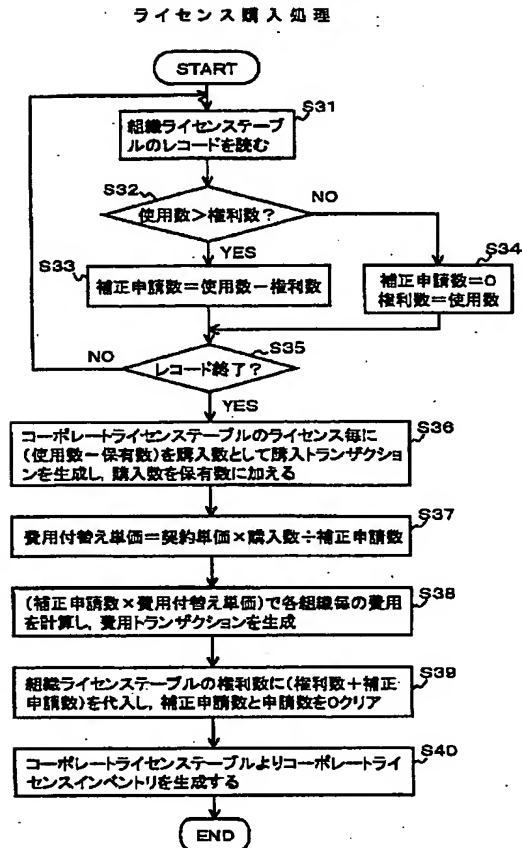 ライセンス購入処理
START
S31
組織ライセンステーブ
ルのレコードを読む
S32
使用数>権利数?
NO
YES
S33
補正申請数=使用数-権利数
S34
補正申請数=0
権利数=使用数
S35
NO
レコード終了?
YES
S36
コーポレートライセンステーブルのライセンス毎に
(使用数-保有数)を購入数として購入トランザクショ
ンを生成し,購入数を保有数に加える
S37
費用付替え単価=契約単価×購入数÷補正申請数
S38
(補正申請数×費用付替え単価)で各組織毎の費用
を計算し,費用トランザクションを生成
S39
組織ライセンステーブルの権利数に(権利数+補正
申請数)を代入し,補正申請数と申請数を0クリア
S40
コーポレートライセンステーブルよりコーポレートライ
センスインベントリを生成する
END